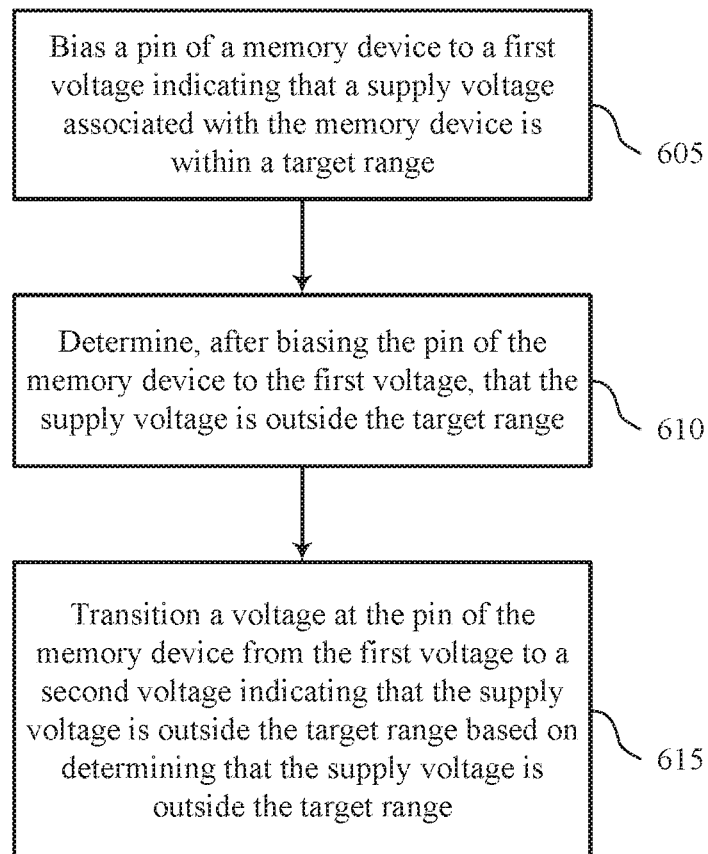 Bias a pin of a memory device to a first
voltage indicating that a supply voltage
associated with the memory device is
within a target range
605
Determine, after biasing the pin of the
memory device to the first voltage, that the
supply voltage is outside the target range
610
Transition a voltage at the pin of the
memory device from the first voltage to a
second voltage indicating that the supply
voltage is outside the target range based on
determining that the supply voltage is
outside the target range
615